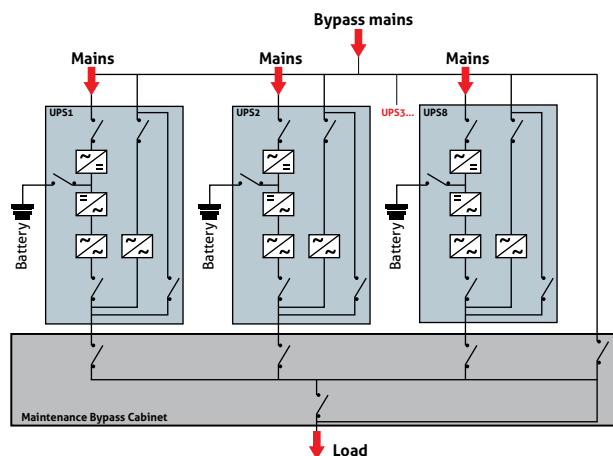 Bypass mains
Mains
Mains
Mains
UPS1
UPS2
UPS3...
UPS8
Battery
Battery
Battery
Maintenance Bypass Cabinet
Load